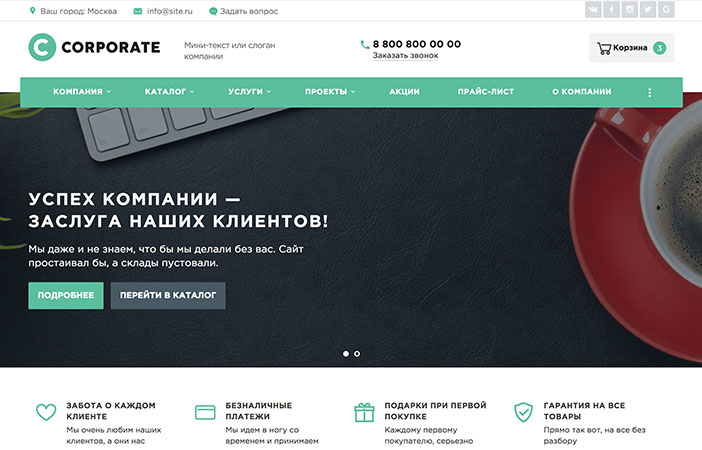 Ваш город: Москва
info@site.ru
Задать вопрос
C CORPORATE
Мини-текст или слоган
компании
8 800 800 00 00
Заказать звонок
Корзина 3
КОМПАНИЯ КАТАЛОГ УСЛУГИ ПРОЕКТЫ АКЦИИ ПРАЙС-ЛИСТ О КОМПАНИИ
УСПЕХ КОМПАНИИ —
ЗАСЛУГА НАШИХ КЛИЕНТОВ!
Мы даже и не знаем, что бы мы делали без вас. Сайт
простаивал бы, а склады пустовали.
ПОДРОБНЕЕ
ПЕРЕЙТИ В КАТАЛОГ
ЗАБОТА О КАЖДОМ
КЛИЕНТЕ
Мы очень любим наших
клиентов, а они нас
БЕЗНАЛИЧНЫЕ
ПЛАТЕЖИ
Мы идем в ногу со
временем и принимаем
ПОДАРКИ ПРИ ПЕРВОЙ
ПОКУПКЕ
Каждому первому
покупателю, серьезно
ГАРАНТИЯ НА ВСЕ
ТОВАРЫ
Прямо так вот, на все без
разбору